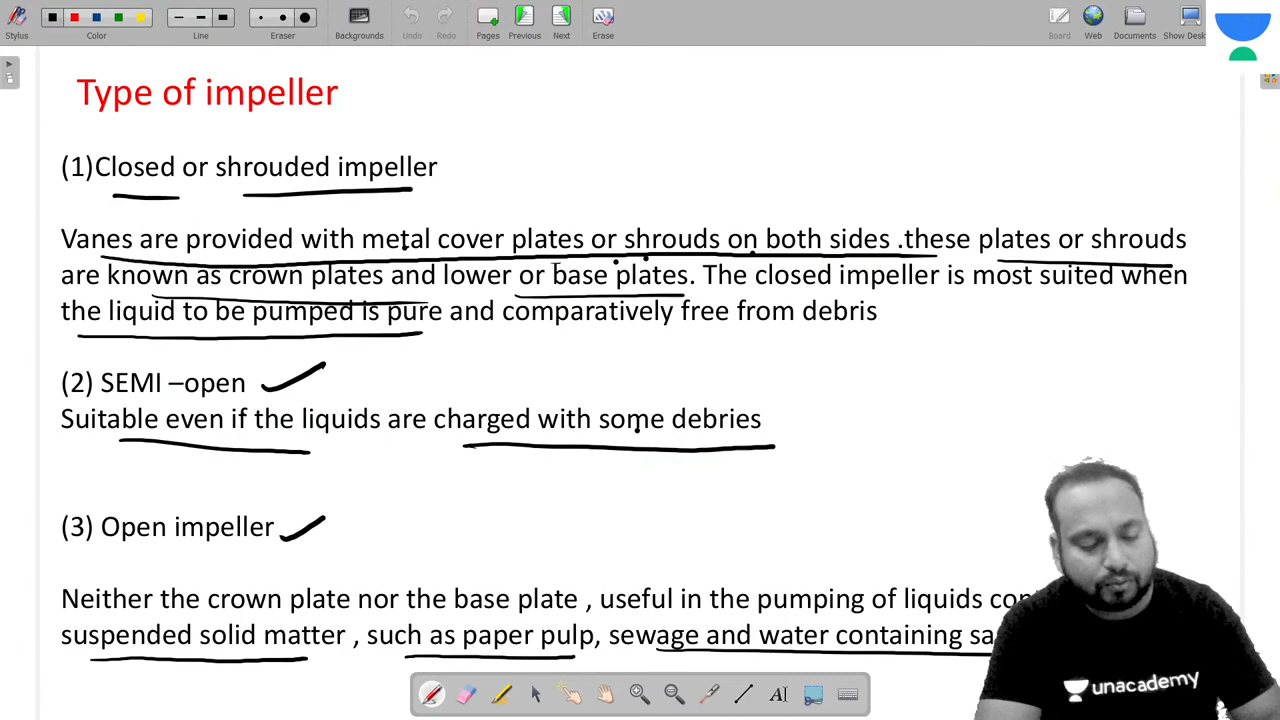 Stylus Color Line Eraser Backgrounds Undo Redo Pages Previous Next Erase Board Web Documents Show Desk
Type of impeller
(1)Closed or shrouded impeller
Vanes are provided with metal cover plates or shrouds on both sides .these plates or shrouds
are known as crown plates and lower or base plates. The closed impeller is most suited when
the liquid to be pumped is pure and comparatively free from debris
(2) SEMI –open
Suitable even if the liquids are charged with some debries
(3) Open impeller
Neither the crown plate nor the base plate , useful in the pumping of liquids
suspended solid matter , such as paper pulp, sewage and water containing
unacademy